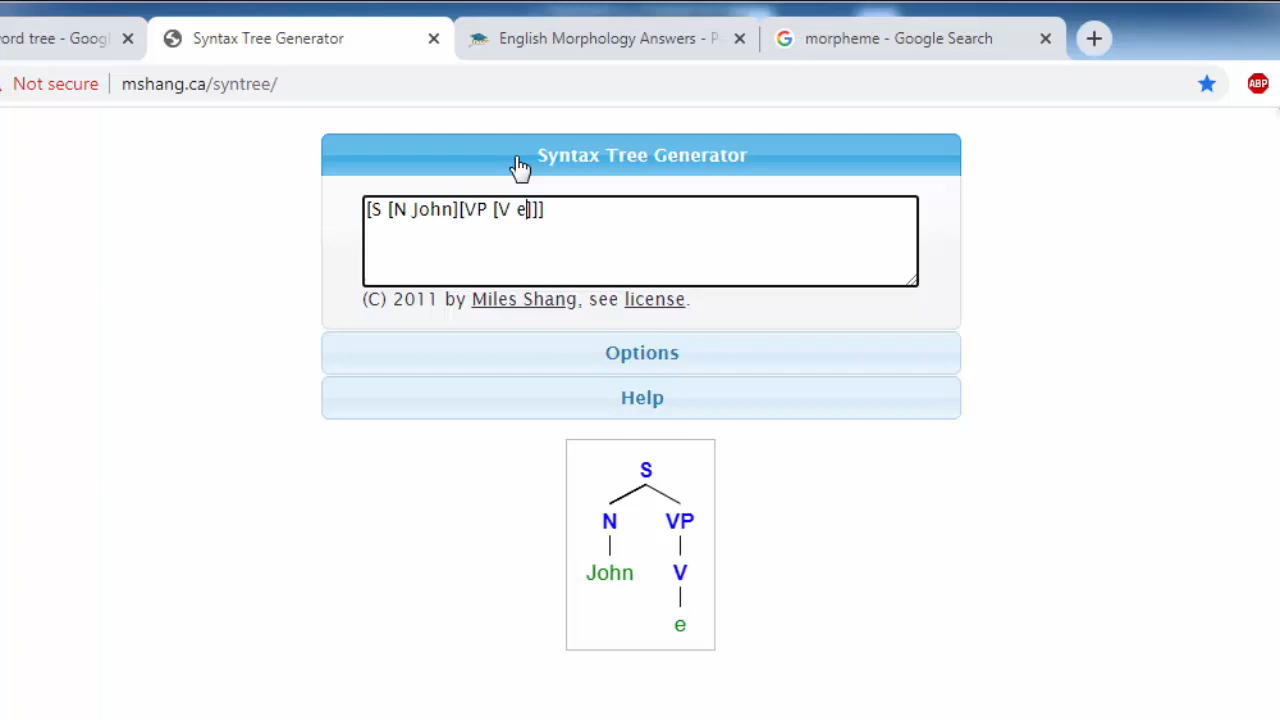 ord tree - Goog
Syntax Tree Generator
English Morphology Answers - P
morpheme - Google Search
Not secure
mshang.ca/syntree/
ABP
Syntax Tree Generator
[S [N John][VP [V e]]]
(C) 2011 by Miles Shang, see license.
Options
Help
S
N VP
John V
e